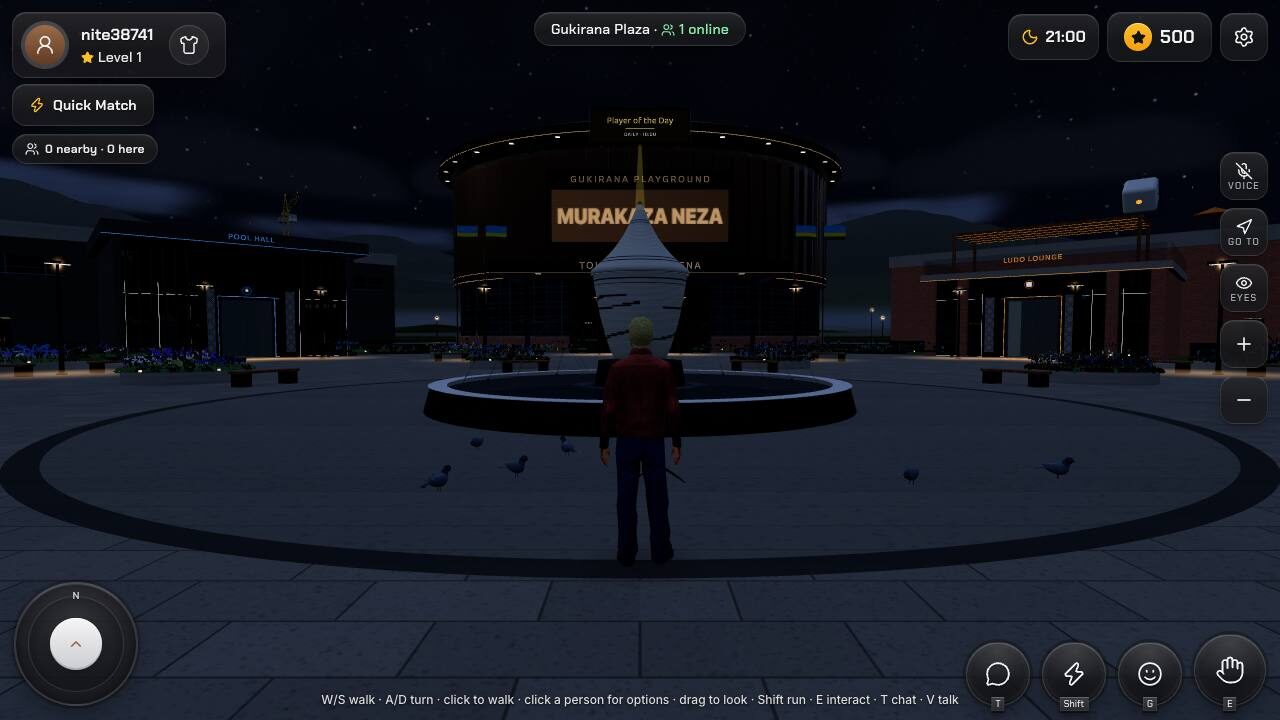 nite38741
Level 1
Quick Match
0 nearby · 0 here
Gukirana Plaza · 1 online
21:00
500
VOICE
GO TO
EYES
Player of the Day
GUKIRANA PLAYGROUND
MURAKAZA NEZA
POOL HALL
LUDO LOUNGE
N
W/S walk · A/D turn · click to walk · click a person for options · drag to look · Shift run · E interact · T chat · V talk
T
Shift
G
E